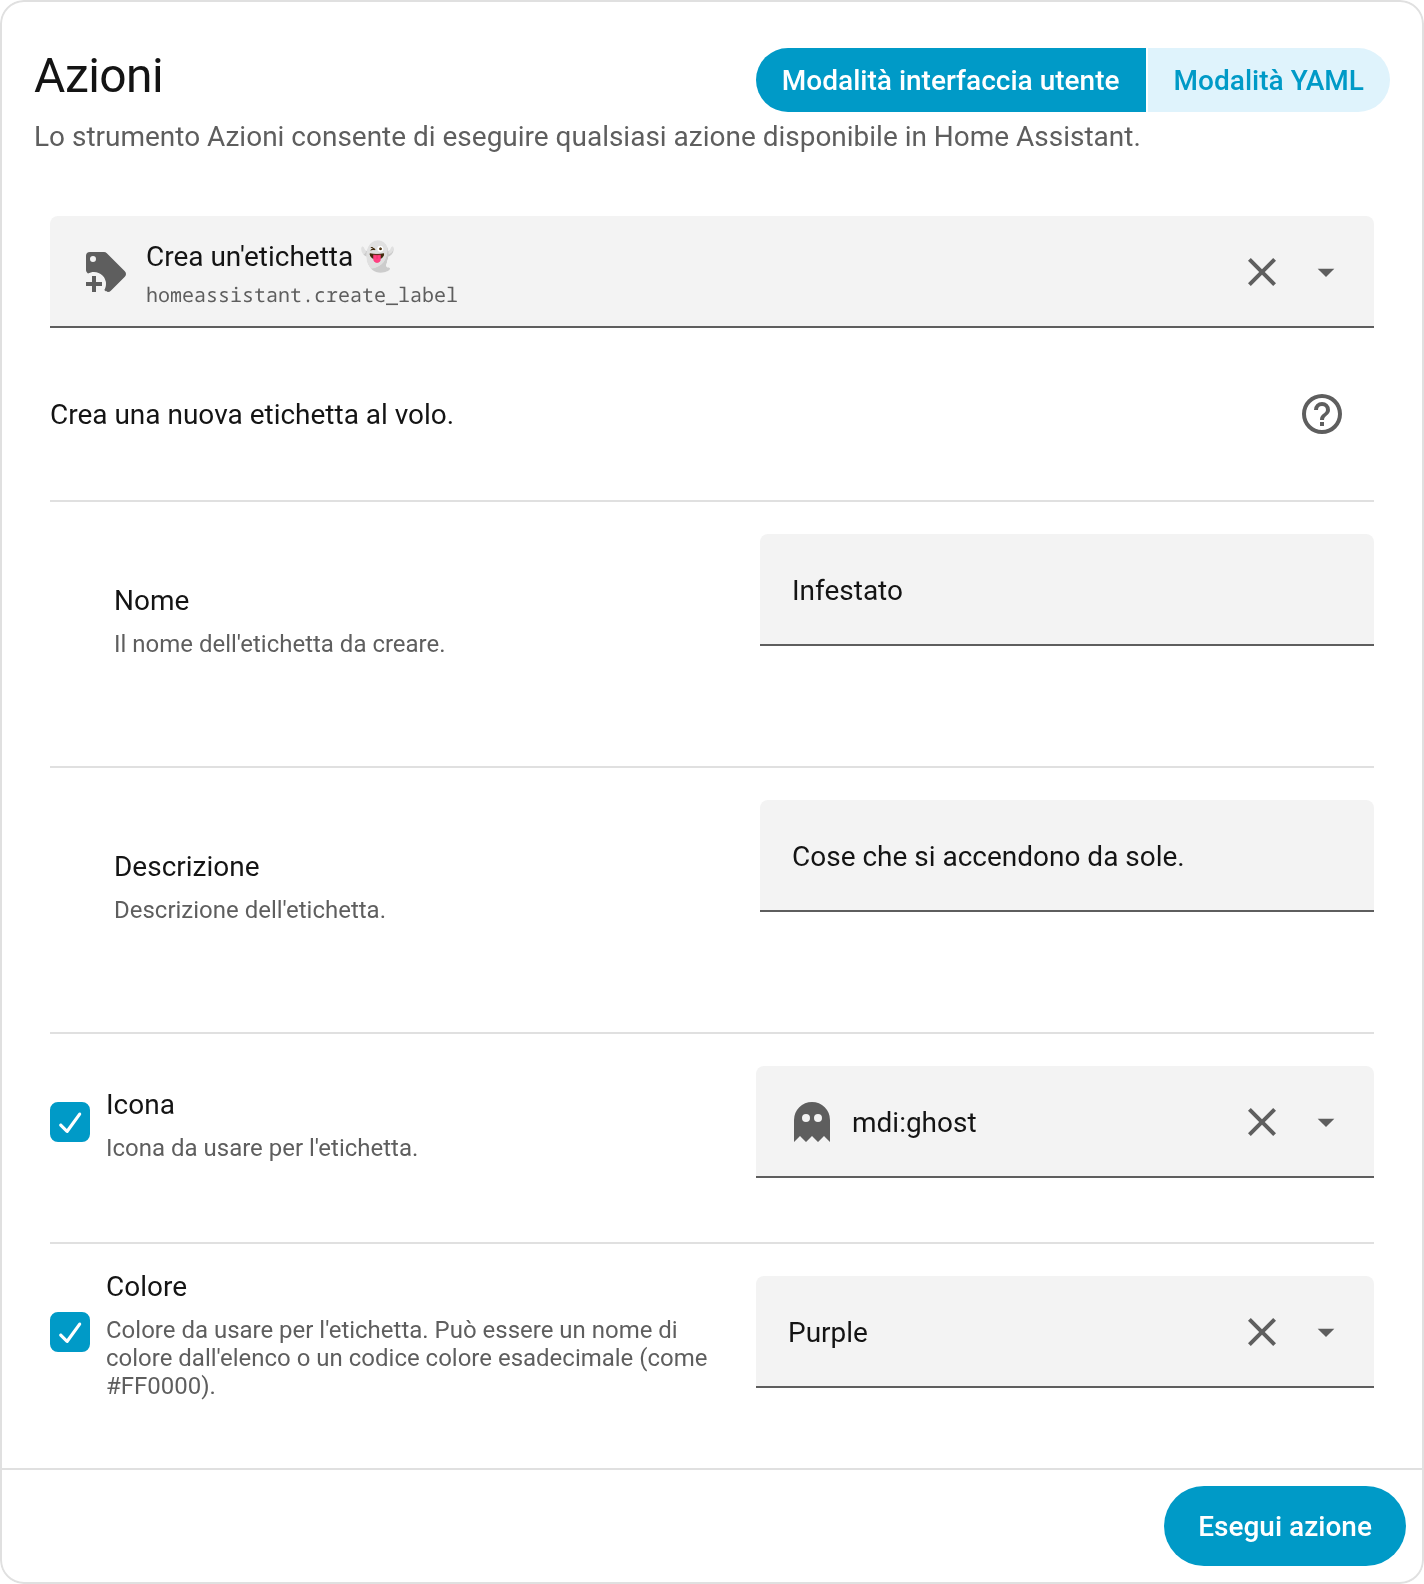 Azioni
Modalità interfaccia utente
Modalità YAML
Lo strumento Azioni consente di eseguire qualsiasi azione disponibile in Home Assistant.
Crea un'etichetta 👻
homeassistant.create_label
Crea una nuova etichetta al volo.
Nome
Il nome dell'etichetta da creare.
Infestato
Descrizione
Descrizione dell'etichetta.
Cose che si accendono da sole.
Icona
Icona da usare per l'etichetta.
mdi:ghost
Colore
Colore da usare per l'etichetta. Può essere un nome di
colore dall'elenco o un codice colore esadecimale (come
#FF0000).
Purple
Esegui azione